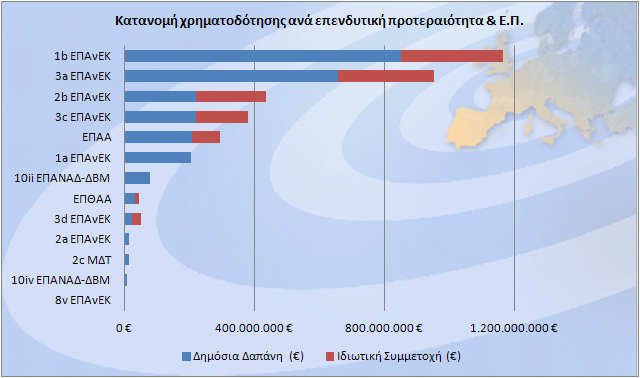 Κατανομή χρηματοδότησης ανά επενδυτική προτεραιότητα & Ε.Π.
1b ΕΠΑνΕΚ
3a ΕΠΑνΕΚ
2b ΕΠΑνΕΚ
3c ΕΠΑνΕΚ
ΕΠΑΑ
1a ΕΠΑνΕΚ
10ii ΕΠΑΝΑΔ-ΔΒΜ
ΕΠΘΑΑ
3d ΕΠΑνΕΚ
2a ΕΠΑνΕΚ
2c ΜΔΤ
10iv ΕΠΑΝΑΔ-ΔΒΜ
8v ΕΠΑνΕΚ
0 € 400.000.000 € 800.000.000 € 1.200.000.000 €
Δημόσια Δαπάνη (€) Ιδιωτική Συμμετοχή (€)